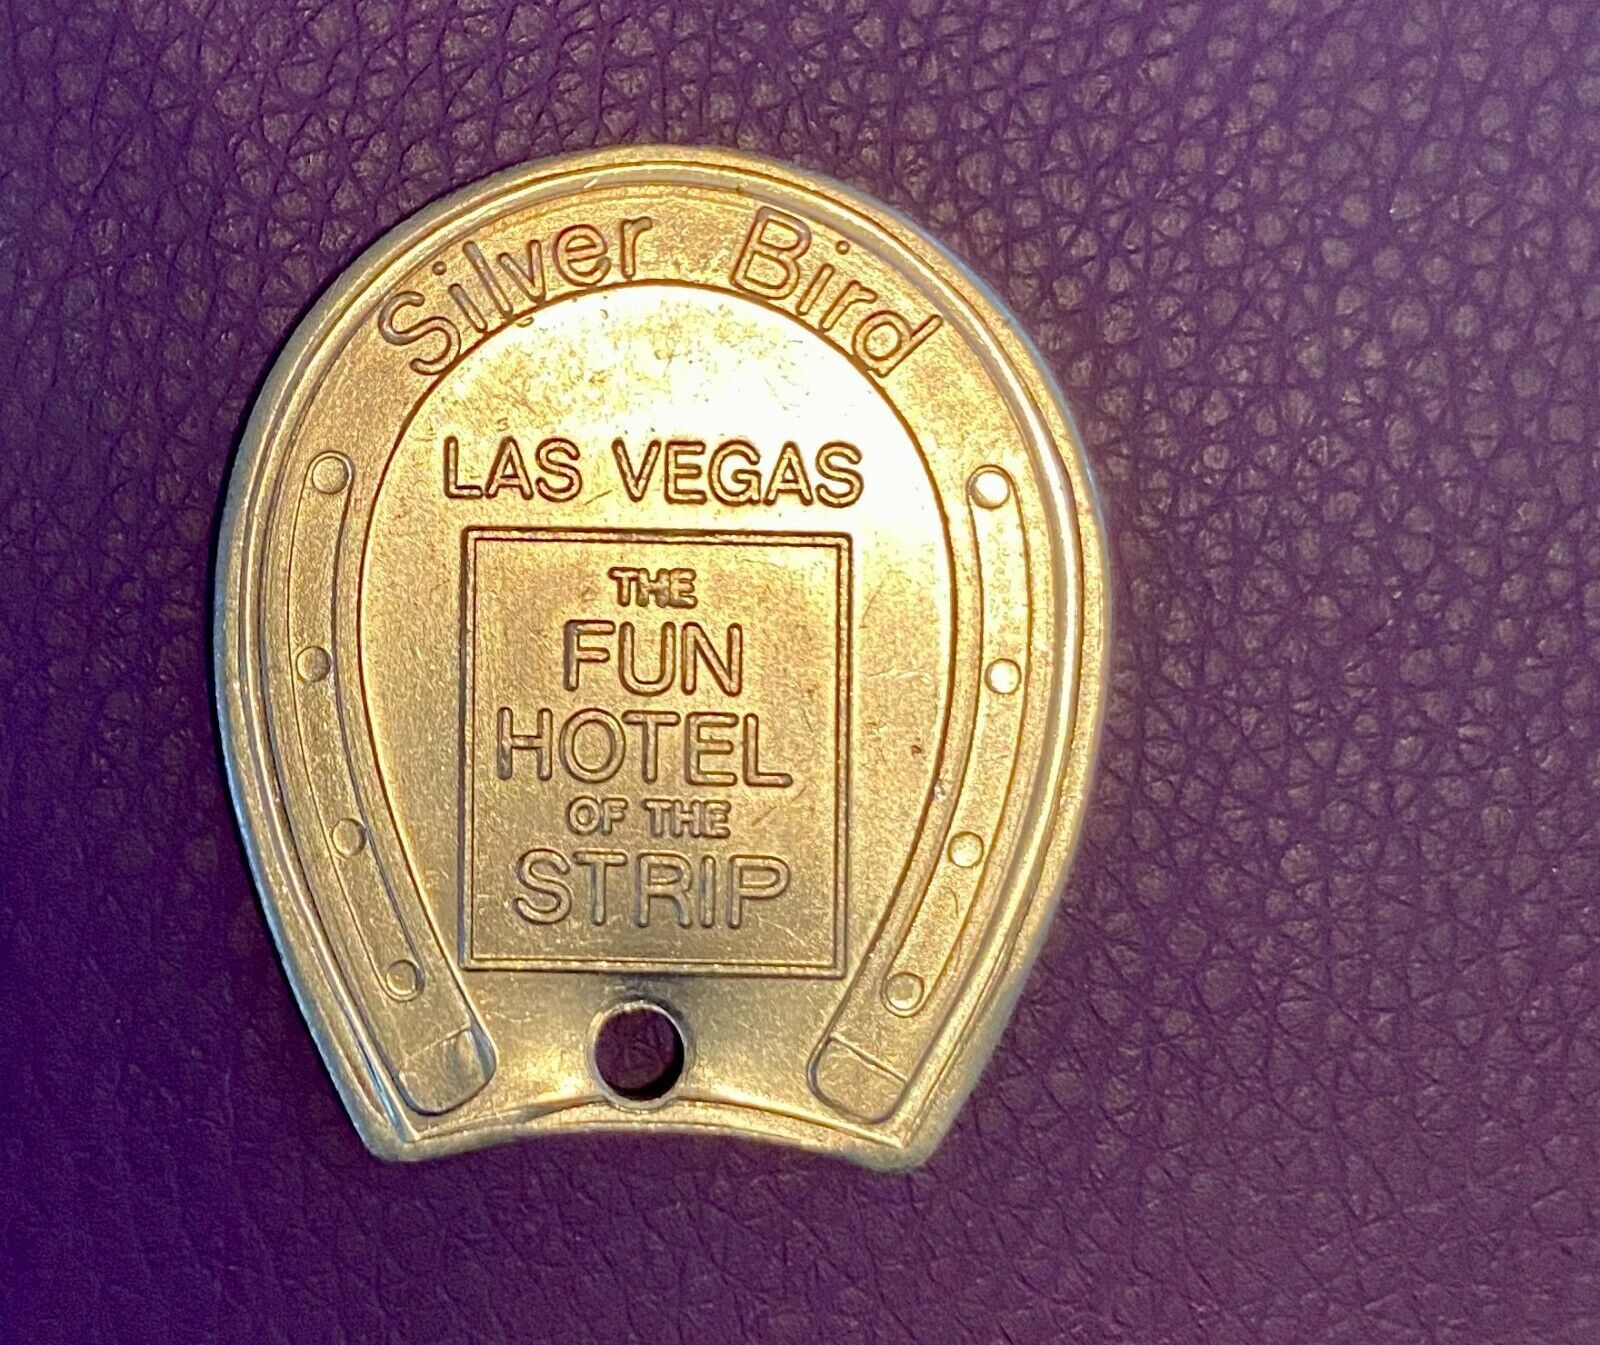 Silver Bird
LAS VEGAS
THE
FUN
HOTEL
OF THE
STRIP